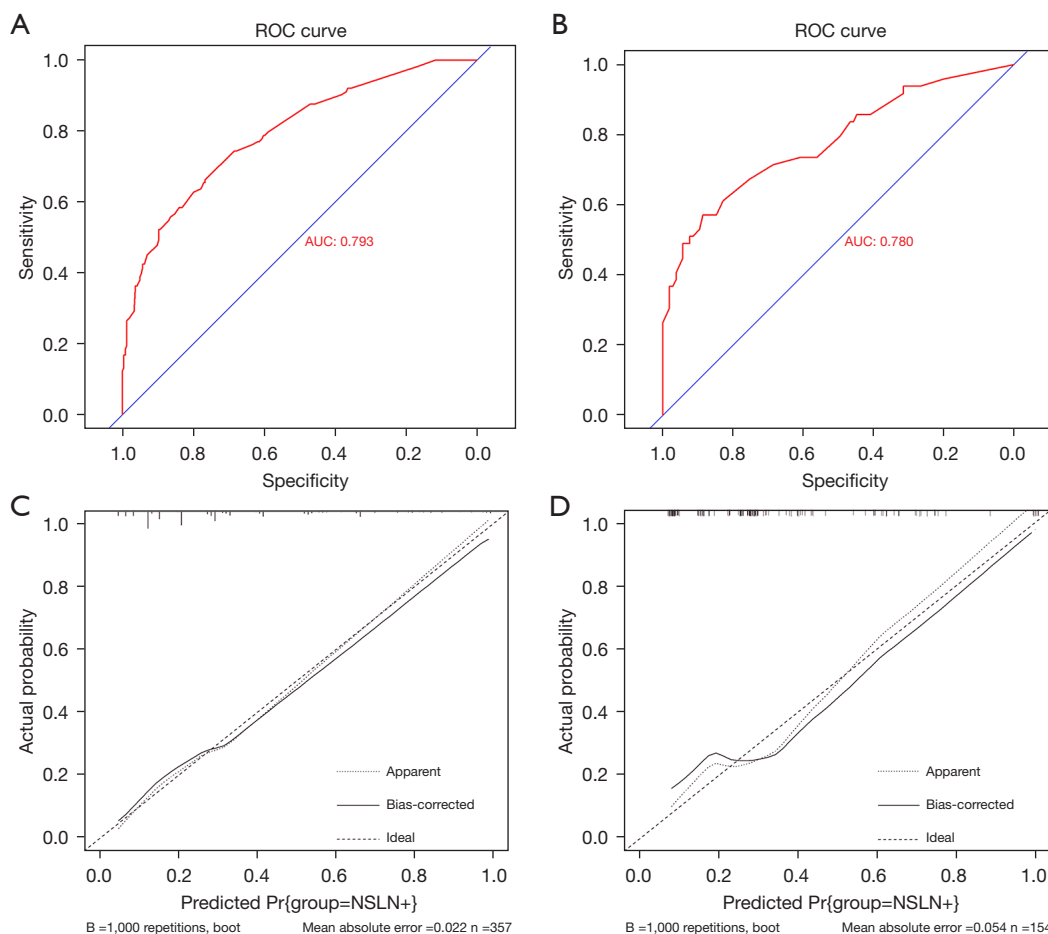 A
ROC curve
1.0
0.8
0.6
0.4
0.2
0.0
Sensitivity
AUC: 0.793
1.0 0.8 0.6 0.4 0.2 0.0
Specificity
B
ROC curve
1.0
0.8
0.6
0.4
0.2
0.0
Sensitivity
AUC: 0.780
1.0 0.8 0.6 0.4 0.2 0.0
Specificity
C
1.0
0.8
0.6
0.4
0.2
0.0
Actual probability
Apparent
Bias-corrected
Ideal
0.0 0.2 0.4 0.6 0.8 1.0
Predicted Pr{group=NSLN+}
B =1,000 repetitions, boot Mean absolute error =0.022 n =357
D
1.0
0.8
0.6
0.4
0.2
0.0
Actual probability
Apparent
Bias-corrected
Ideal
0.0 0.2 0.4 0.6 0.8 1.0
Predicted Pr{group=NSLN+}
B =1,000 repetitions, boot Mean absolute error =0.054 n =154